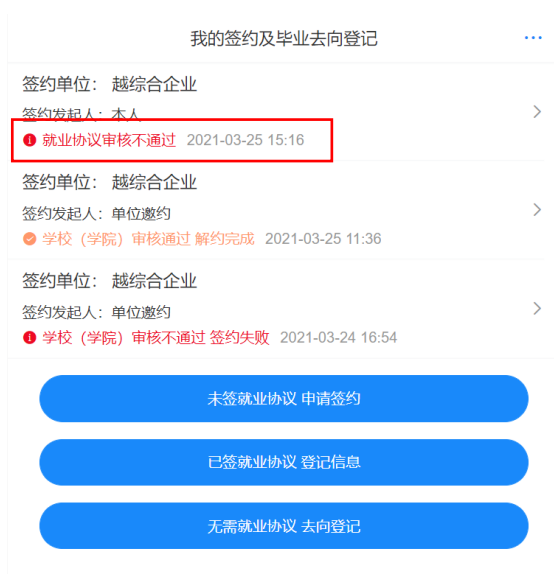 我的签约及毕业去向登记
签约单位： 越综合企业
签约发起人：本人
就业协议审核不通过 2021-03-25 15:16
签约单位： 越综合企业
签约发起人：单位邀约
学校（学院）审核通过 解约完成 2021-03-25 11:36
签约单位： 越综合企业
签约发起人：单位邀约
学校（学院）审核不通过 签约失败 2021-03-24 16:54
未签就业协议 申请签约
已签就业协议 登记信息
无需就业协议 去向登记